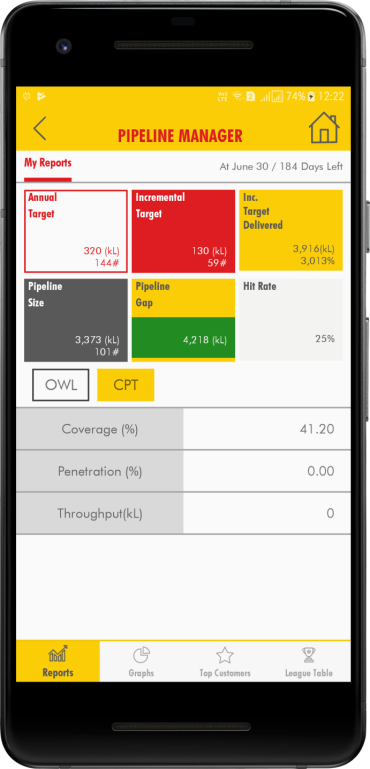 74% 12:22
PIPELINE MANAGER
My Reports
At June 30 / 184 Days Left
Annual
Target
320 (kL)
144#
Incremental
Target
130 (kL)
59#
Inc.
Target
Delivered
3,916(kL)
3,013%
Pipeline
Size
3,373 (kL)
101#
Pipeline
Gap
4,218 (kL)
Hit Rate
25%
OWL
CPT
Coverage (%)
41.20
Penetration (%)
0.00
Throughput(kL)
0
Reports
Graphs
Top Customers
League Table